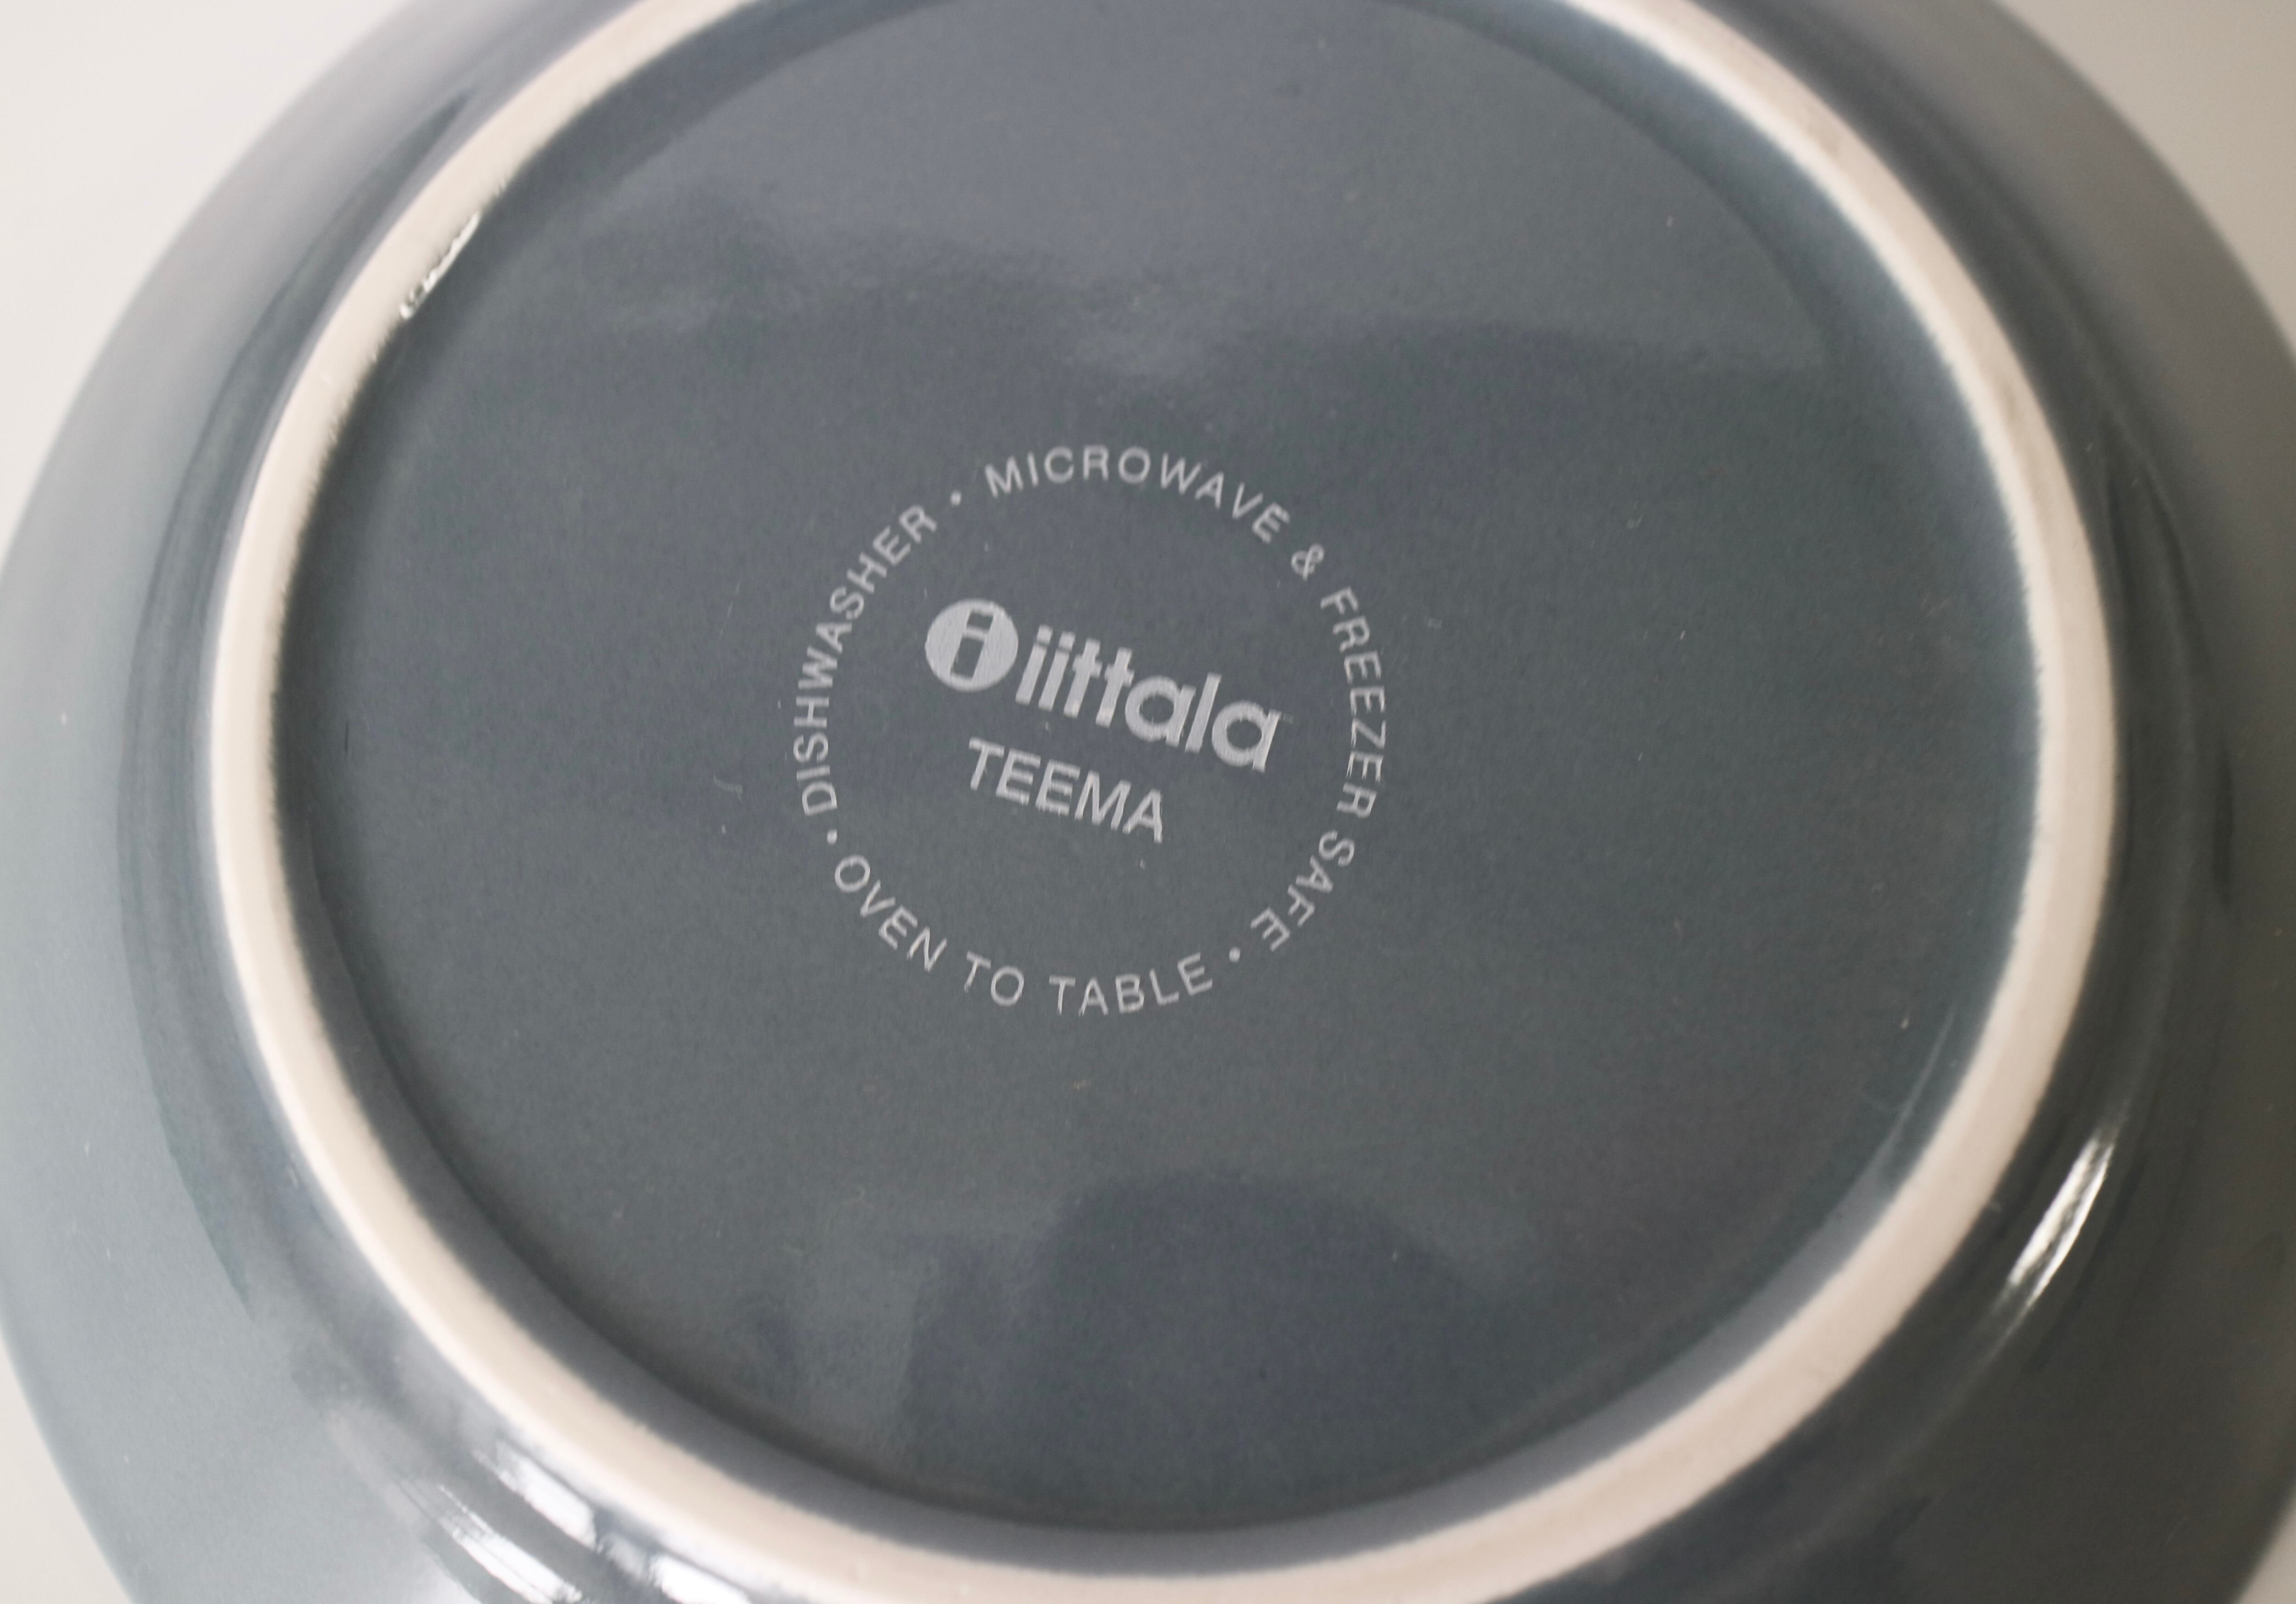 DISHWASHER • MICROWAVE & FREEZER SAFE • OVEN TO TABLE •
iittala
TEEMA